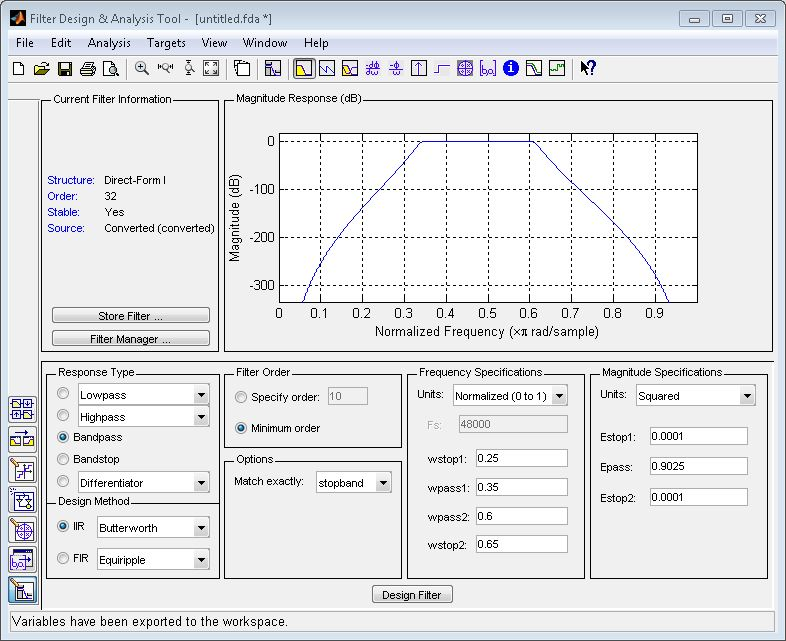 Filter Design & Analysis Tool - [untitled.fda *]
File Edit Analysis Targets View Window Help
Current Filter Information
Structure: Direct-Form I
Order: 32
Stable: Yes
Source: Converted (converted)
Store Filter ...
Filter Manager ...
Magnitude Response (dB)
Magnitude (dB)
0
-100
-200
-300
0 0.1 0.2 0.3 0.4 0.5 0.6 0.7 0.8 0.9
Normalized Frequency (×π rad/sample)
Response Type
Lowpass
Highpass
Bandpass
Bandstop
Differentiator
Design Method
IIR Butterworth
FIR Equiripple
Filter Order
Specify order: 10
Minimum order
Options
Match exactly: stopband
Frequency Specifications
Units: Normalized (0 to 1)
Fs: 48000
wstop1: 0.25
wpass1: 0.35
wpass2: 0.6
wstop2: 0.65
Magnitude Specifications
Units: Squared
Estop1: 0.0001
Epass: 0.9025
Estop2: 0.0001
Design Filter
Variables have been exported to the workspace.